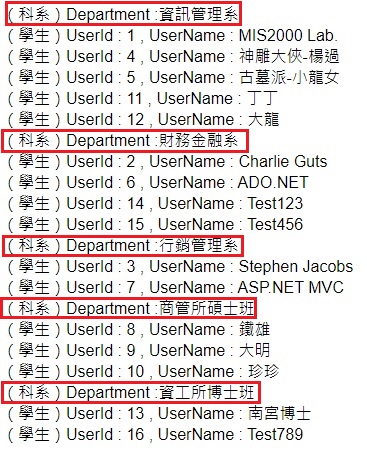 ( 科系 ) Department :資訊管理系
( 學生 ) UserId : 1 , UserName : MIS2000 Lab.
( 學生 ) UserId : 4 , UserName : 神雕大俠-楊過
( 學生 ) UserId : 5 , UserName : 古墓派-小龍女
( 學生 ) UserId : 11 , UserName : 丁丁
( 學生 ) UserId : 12 , UserName : 大龍
( 科系 ) Department :財務金融系
( 學生 ) UserId : 2 , UserName : Charlie Guts
( 學生 ) UserId : 6 , UserName : ADO.NET
( 學生 ) UserId : 14 , UserName : Test123
( 學生 ) UserId : 15 , UserName : Test456
( 科系 ) Department :行銷管理系
( 學生 ) UserId : 3 , UserName : Stephen Jacobs
( 學生 ) UserId : 7 , UserName : ASP.NET MVC
( 科系 ) Department :商管所碩士班
( 學生 ) UserId : 8 , UserName : 鐵雄
( 學生 ) UserId : 9 , UserName : 大明
( 學生 ) UserId : 10 , UserName : 珍珍
( 科系 ) Department :資工所博士班
( 學生 ) UserId : 13 , UserName : 南宮博士
( 學生 ) UserId : 16 , UserName : Test789